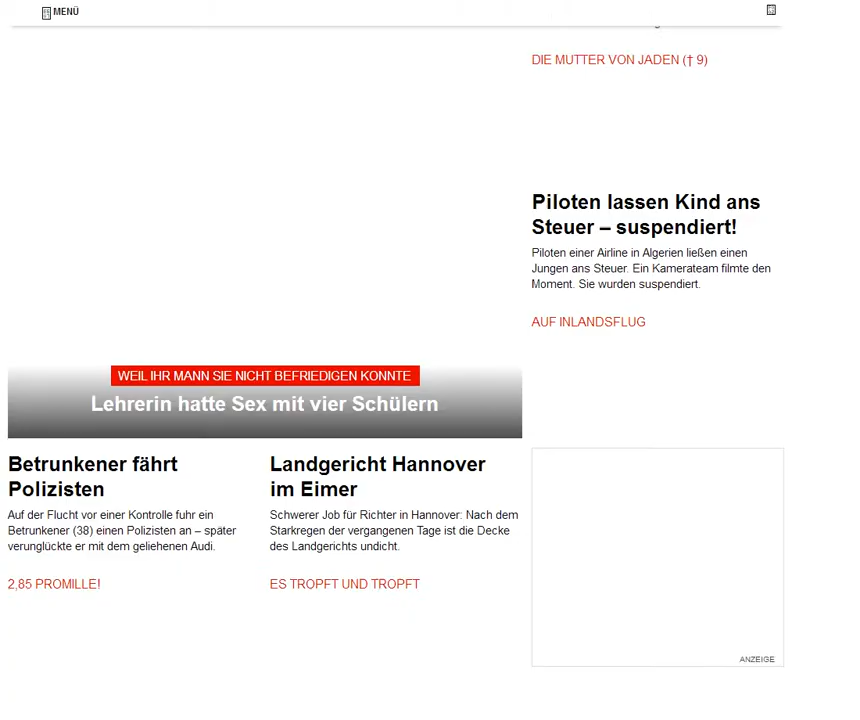 MENÜ
DIE MUTTER VON JADEN († 9)
Piloten lassen Kind ans
Steuer – suspendiert!
Piloten einer Airline in Algerien ließen einen
Jungen ans Steuer. Ein Kamerateam filmte den
Moment. Sie wurden suspendiert.
AUF INLANDSFLUG
WEIL IHR MANN SIE NICHT BEFRIEDIGEN KONNTE
Lehrerin hatte Sex mit vier Schülern
Betrunkener fährt
Polizisten
Auf der Flucht vor einer Kontrolle fuhr ein
Betrunkener (38) einen Polizisten an – später
verunglückte er mit dem geliehenen Audi.
2,85 PROMILLE!
Landgericht Hannover
im Eimer
Schwerer Job für Richter in Hannover: Nach dem
Starkregen der vergangenen Tage ist die Decke
des Landgerichts undicht.
ES TROPFT UND TROPFT
ANZEIGE